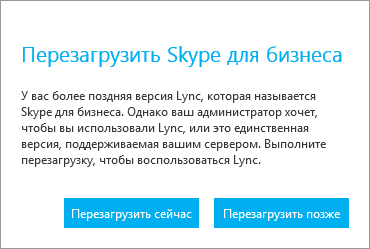 Перезагрузить Skype для бизнеса
У вас более поздняя версия Lync, которая называется
Skype для бизнеса. Однако ваш администратор хочет,
чтобы вы использовали Lync, или это единственная
версия, поддерживаемая вашим сервером. Выполните
перезагрузку, чтобы воспользоваться Lync.
Перезагрузить сейчас
Перезагрузить позже